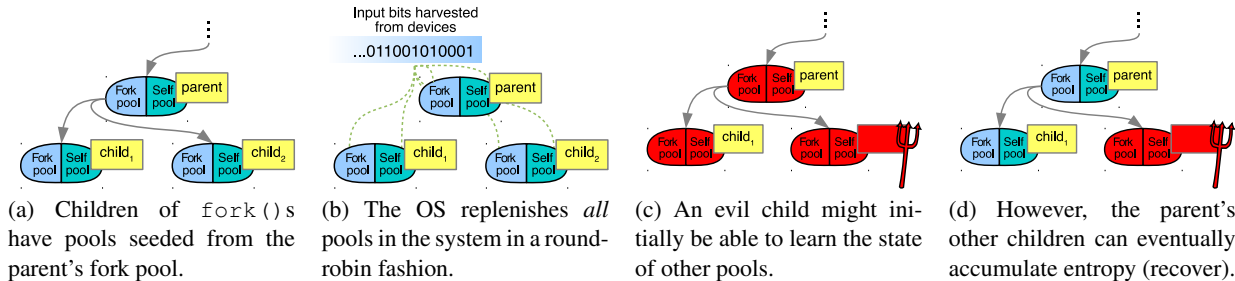 Fork pool
Self pool
parent
Fork pool
Self pool
child1
Fork pool
Self pool
child2
(a) Children of fork()s
have pools seeded from the
parent's fork pool.
Input bits harvested
from devices
...011001010001
Fork pool
Self pool
parent
Fork pool
Self pool
child1
Fork pool
Self pool
child2
(b) The OS replenishes all
pools in the system in a round-
robin fashion.
Fork pool
Self pool
parent
Fork pool
Self pool
child1
Fork pool
Self pool
(c) An evil child might ini-
tially be able to learn the state
of other pools.
Fork pool
Self pool
parent
Fork pool
Self pool
child1
Fork pool
Self pool
(d) However, the parent's
other children can eventually
accumulate entropy (recover).